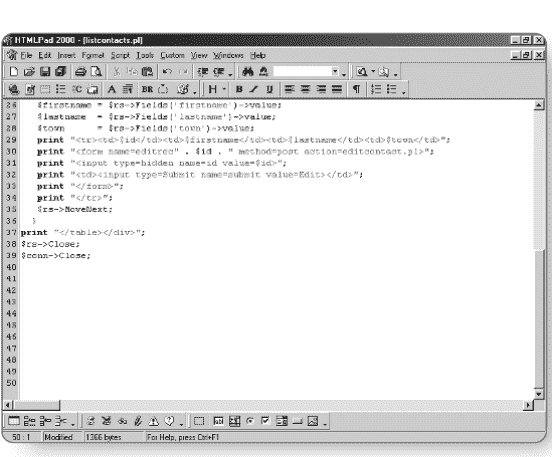 HTMLPad 2000 - [listcontacts.pl]
File Edit Insert Format Script Tools Custom View Windows Help
26 $firstname = $rs->Fields('firstname')->value;
27 $lastname = $rs->Fields('lastname')->value;
28 $town = $rs->Fields('town')->value;
29 print "<tr><td>$id</td><td>$firstname</td><td>$lastname</td><td>$town</td>";
30 print "<form name=editrec" . $id . " method=post action=editcontact.pl>";
31 print "<input type=hidden name=id value=$id>";
32 print "<td><input type=Submit name=submit value=Edit></td>";
33 print "</form>";
34 print "</tr>";
35 $rs->MoveNext;
36 }
37 print "</table></div>";
38 $rs->Close;
39 $conn->Close;
40
41
42
43
44
45
46
47
48
49
50
50 : 1 Modified 1366 bytes For Help, press Ctrl+F1